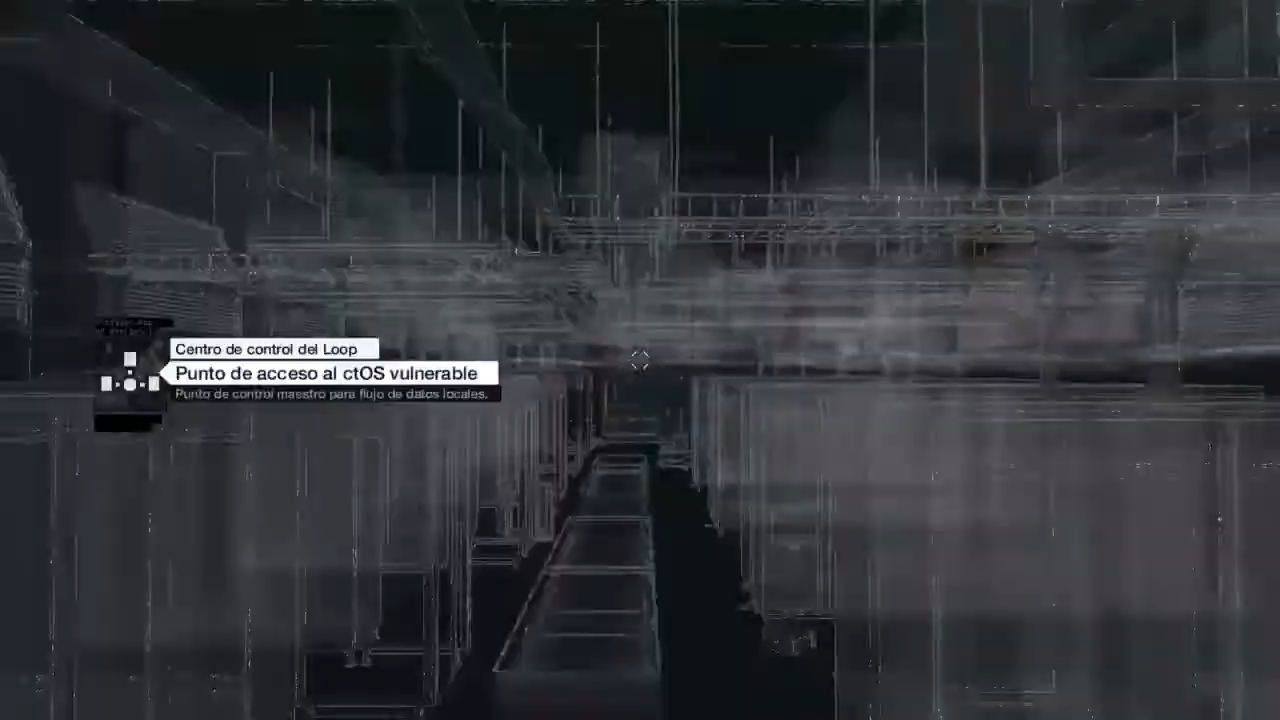 Centro de control del Loop
Punto de acceso al ctOS vulnerable
Punto de control maestro para flujo de datos locales.